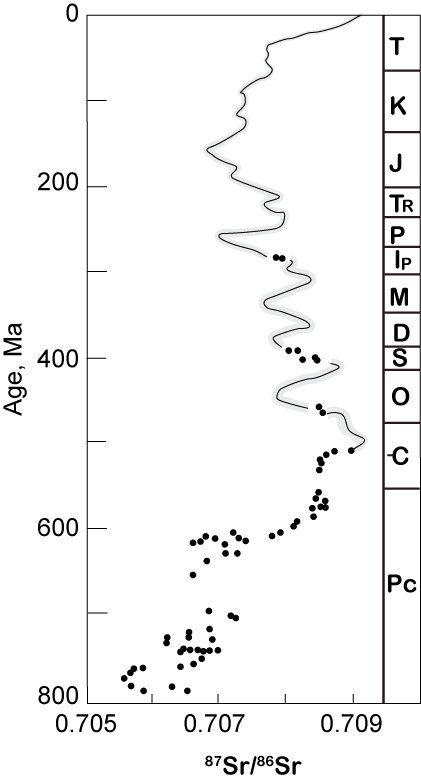 0
200
400
600
800
Age, Ma
T
K
J
TR
P
IP
M
D
S
O
-C
Pc
0.705
0.707
0.709
⁸⁷Sr/⁸⁶Sr